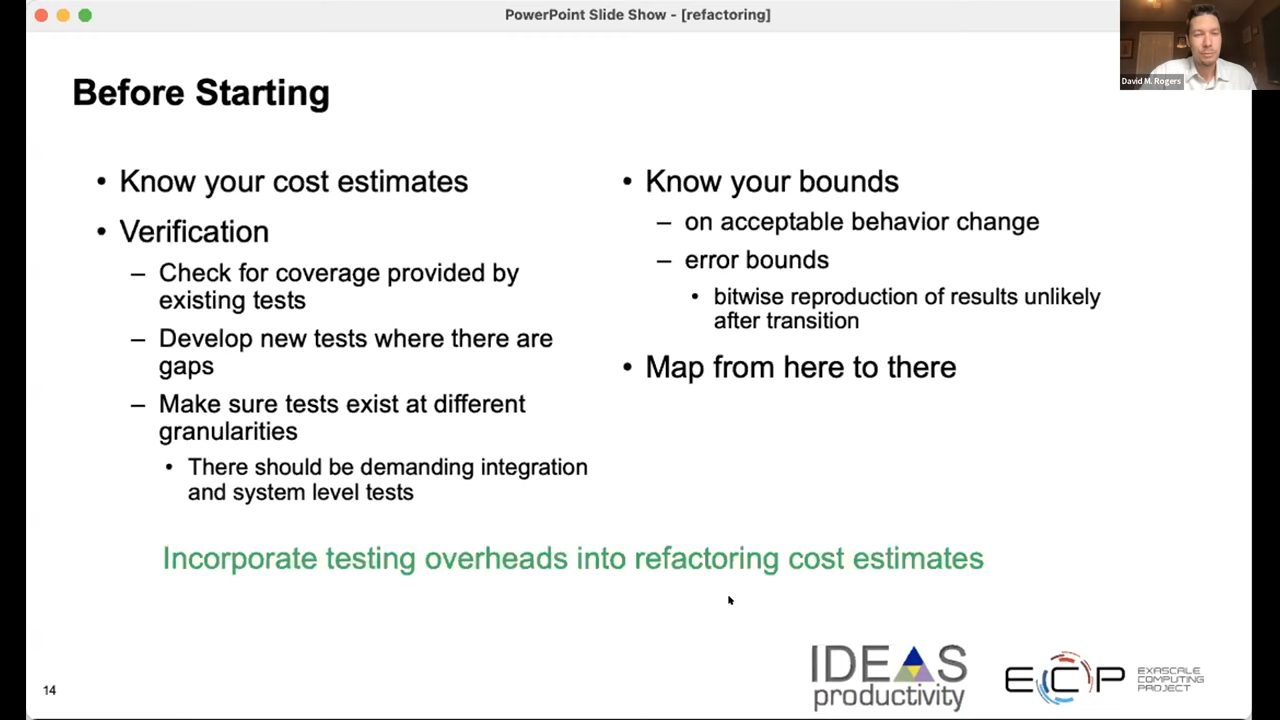 PowerPoint Slide Show - [refactoring]
David M. Rogers
Before Starting
• Know your cost estimates
• Verification
– Check for coverage provided by
existing tests
– Develop new tests where there are
gaps
– Make sure tests exist at different
granularities
• There should be demanding integration
and system level tests
• Know your bounds
– on acceptable behavior change
– error bounds
• bitwise reproduction of results unlikely
after transition
• Map from here to there
Incorporate testing overheads into refactoring cost estimates
14
IDEAS
productivity
ECP
EXASCALE
COMPUTING
PROJECT